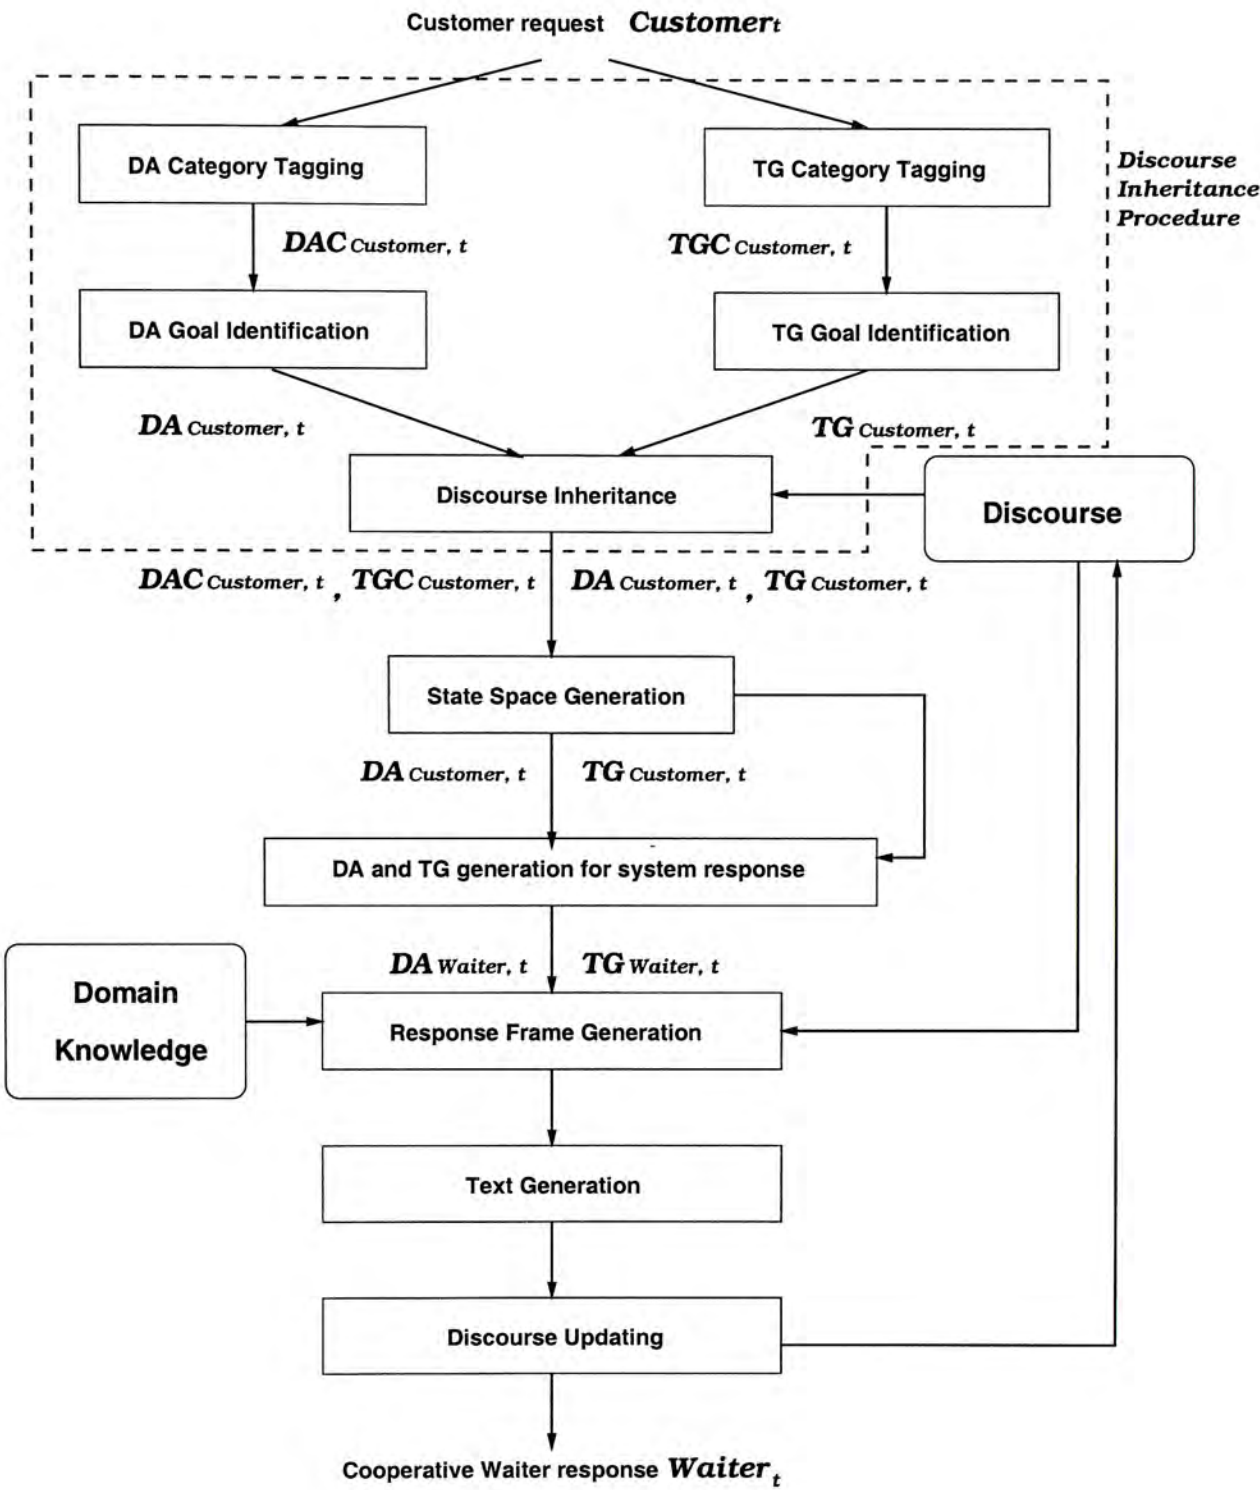 Customer request Customer t
DA Category Tagging
TG Category Tagging
Discourse
Inheritance
Procedure
DAC Customer, t
TGC Customer, t
DA Goal Identification
TG Goal Identification
DA Customer, t
TG Customer, t
Discourse Inheritance
Discourse
DAC Customer, t , TGC Customer, t DA Customer, t , TG Customer, t
State Space Generation
DA Customer, t TG Customer, t
DA and TG generation for system response
DA Waiter, t TG Waiter, t
Domain
Knowledge
Response Frame Generation
Text Generation
Discourse Updating
Cooperative Waiter response Waiter t